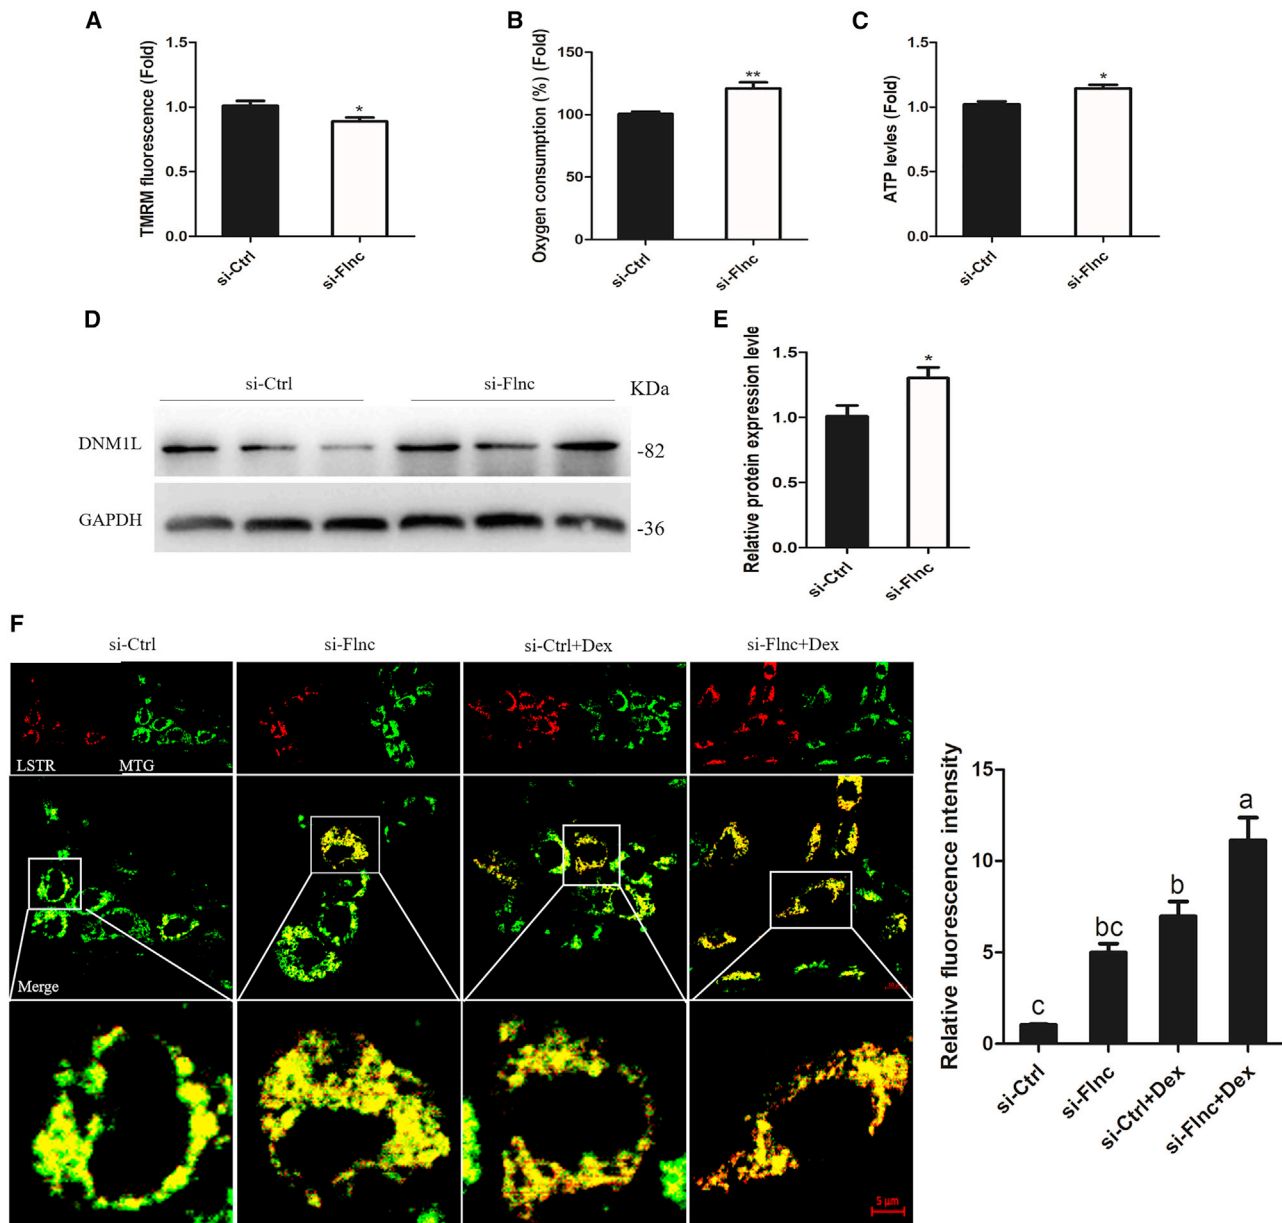 A
TMRM fluorescence (Fold)
1.5
1.0
0.5
0.0
*
si-Ctrl
si-Flnc
B
Oxygen consumption (%) (Fold)
150
100
50
0
**
si-Ctrl
si-Flnc
C
ATP levles (Fold)
1.5
1.0
0.5
0.0
*
si-Ctrl
si-Flnc
D
si-Ctrl
si-Flnc
KDa
DNM1L
-82
GAPDH
-36
E
Relative protein expression levle
1.5
1.0
0.5
0.0
*
si-Ctrl
si-Flnc
F
si-Ctrl
si-Flnc
si-Ctrl+Dex
si-Flnc+Dex
LSTR
MTG
Merge
5 μm
Relative fluorescence intensity
15
10
5
0
c
bc
b
a
si-Ctrl
si-Flnc
si-Ctrl+Dex
si-Flnc+Dex